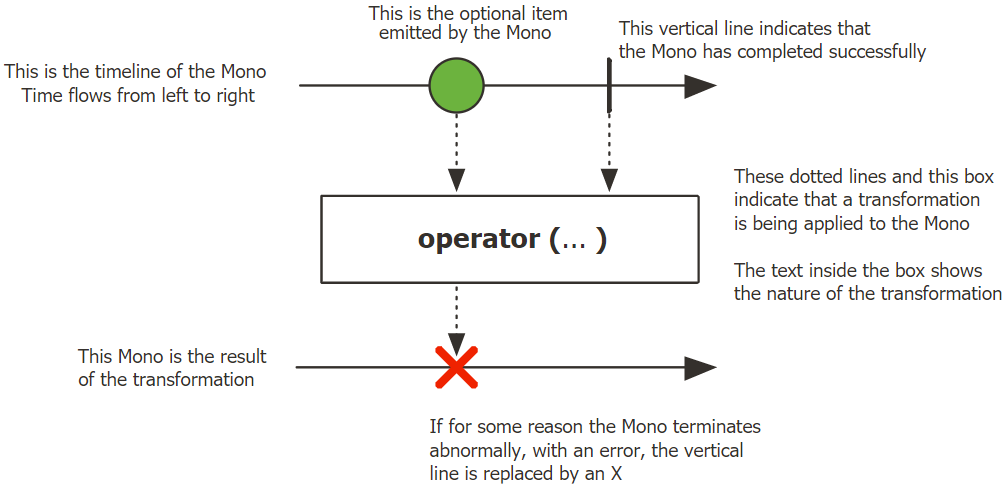 This is the optional item
emitted by the Mono
This vertical line indicates that
the Mono has completed successfully
This is the timeline of the Mono
Time flows from left to right
These dotted lines and this box
indicate that a transformation
is being applied to the Mono
operator (... )
The text inside the box shows
the nature of the transformation
This Mono is the result
of the transformation
If for some reason the Mono terminates
abnormally, with an error, the vertical
line is replaced by an X